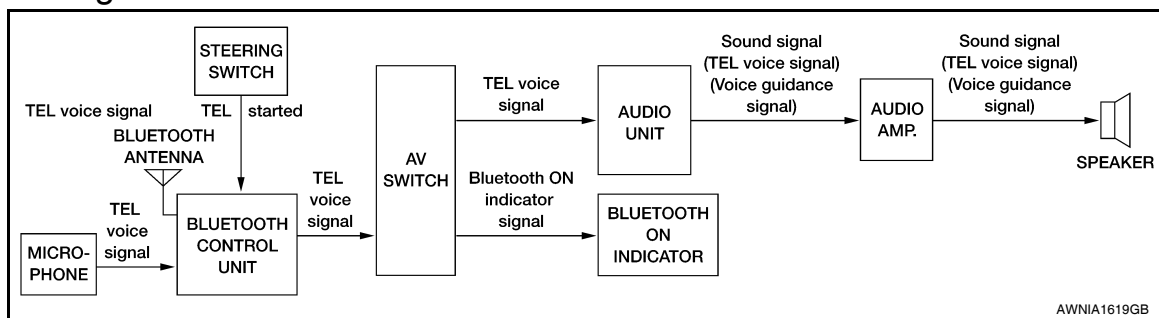 STEERING
SWITCH
TEL started
TEL voice signal
BLUETOOTH
ANTENNA
TEL
voice
signal
MICRO-
PHONE
BLUETOOTH
CONTROL
UNIT
TEL
voice
signal
AV
SWITCH
TEL voice
signal
Bluetooth ON
indicator
signal
AUDIO
UNIT
BLUETOOTH
ON
INDICATOR
Sound signal
(TEL voice signal)
(Voice guidance
signal)
AUDIO
AMP.
Sound signal
(TEL voice signal)
(Voice guidance
signal)
SPEAKER
AWNIA1619GB